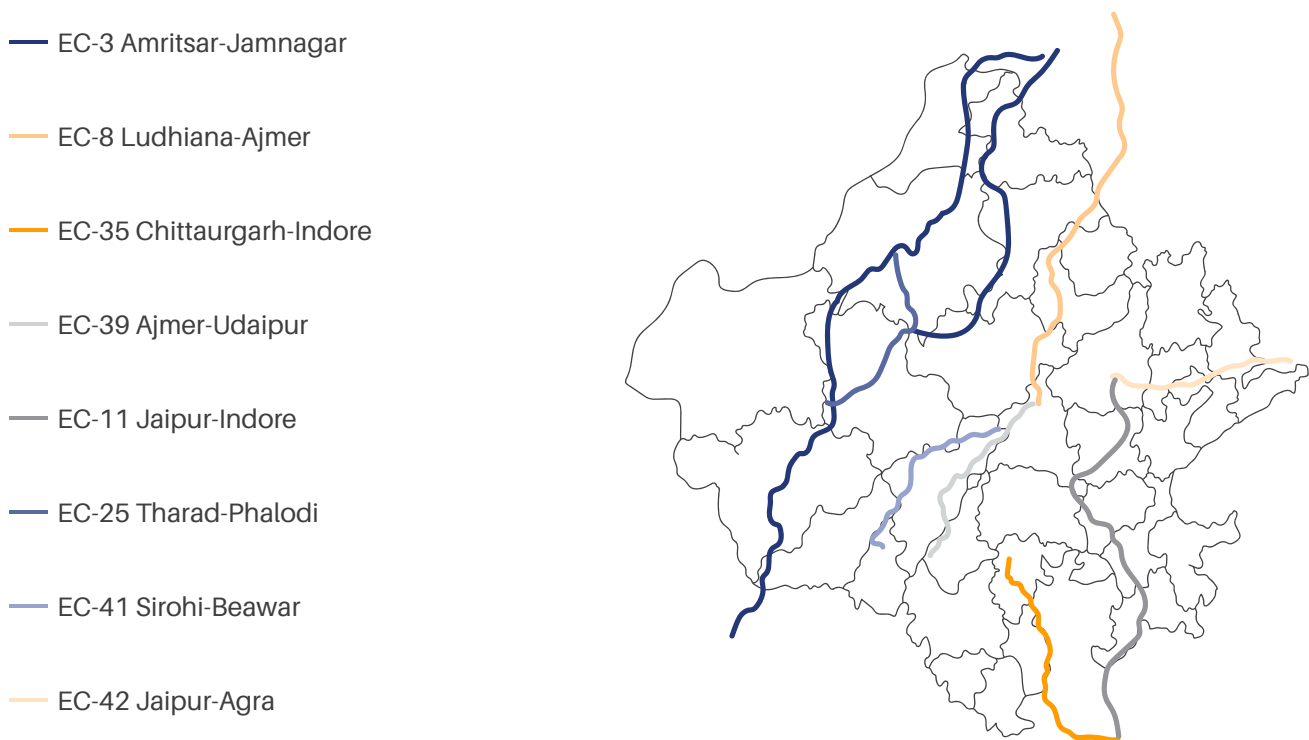 EC-3 Amritsar-Jamnagar
EC-8 Ludhiana-Ajmer
EC-35 Chittaurgarh-Indore
EC-39 Ajmer-Udaipur
EC-11 Jaipur-Indore
EC-25 Tharad-Phalodi
EC-41 Sirohi-Beawar
EC-42 Jaipur-Agra